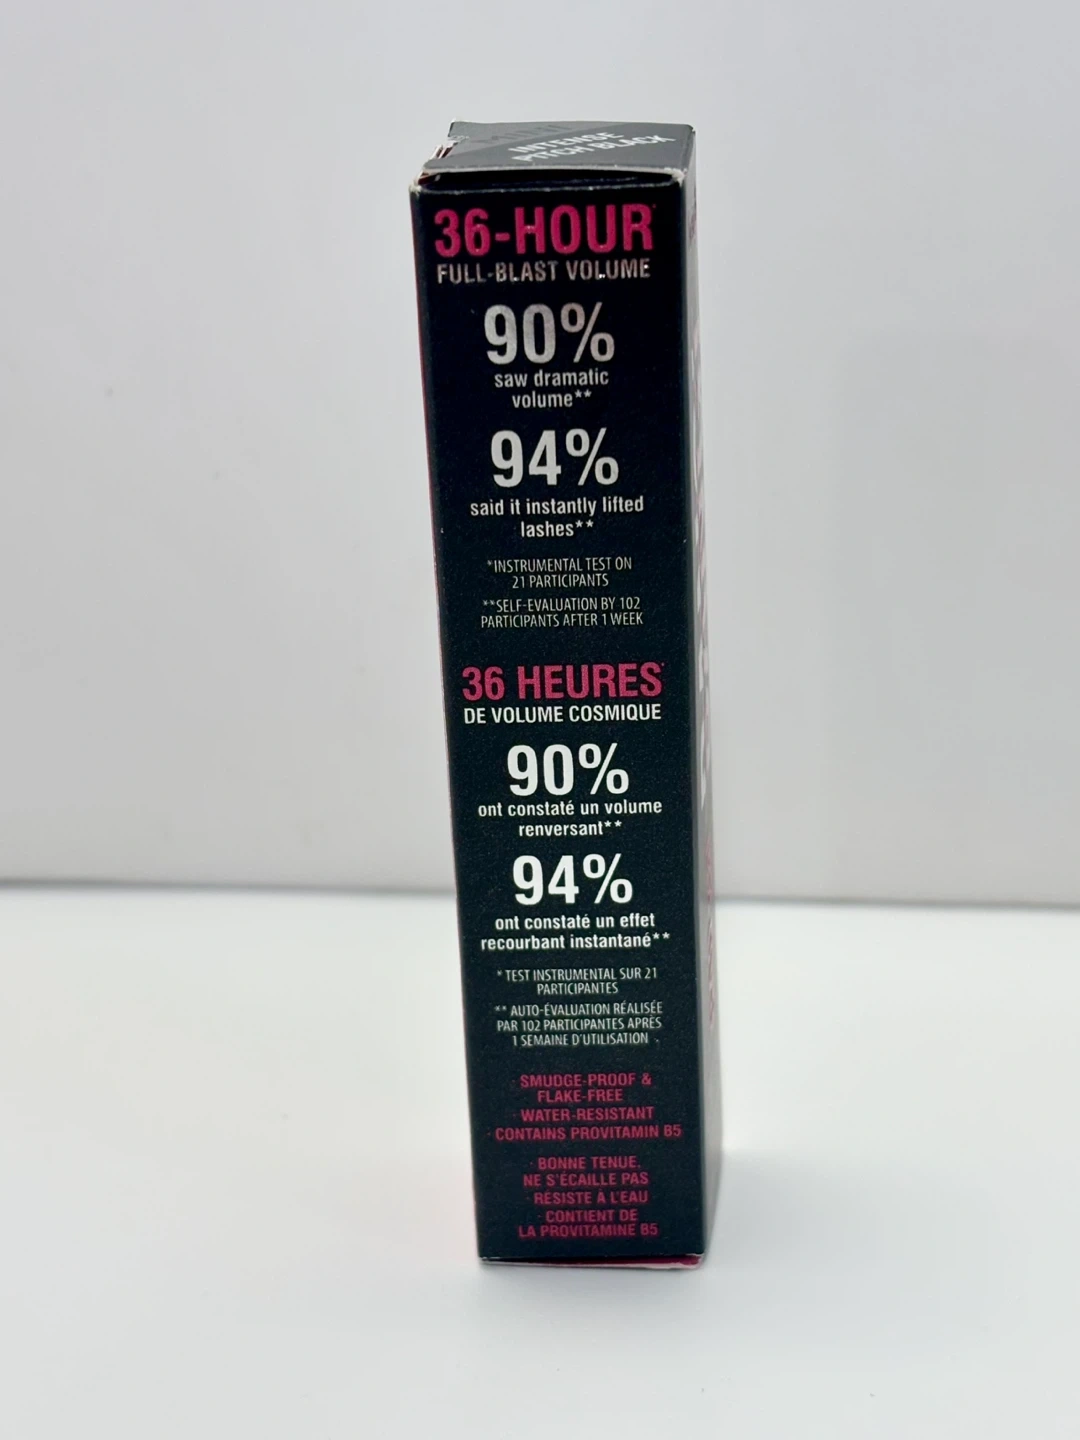 INTENSE
PITCH BLACK
36-HOUR*
FULL-BLAST VOLUME
90%
saw dramatic
volume**
94%
said it instantly lifted
lashes**
*INSTRUMENTAL TEST ON
21 PARTICIPANTS
**SELF-EVALUATION BY 102
PARTICIPANTS AFTER 1 WEEK
36 HEURES*
DE VOLUME COSMIQUE
90%
ont constaté un volume
renversant**
94%
ont constaté un effet
recourbant instantané**
* TEST INSTRUMENTAL SUR 21
PARTICIPANTES
** AUTO-ÉVALUATION RÉALISÉE
PAR 102 PARTICIPANTES APRÈS
1 SEMAINE D'UTILISATION
· SMUDGE-PROOF &
FLAKE-FREE
· WATER-RESISTANT
· CONTAINS PROVITAMIN B5
· BONNE TENUE,
NE S'ÉCAILLE PAS
· RÉSISTE À L'EAU
· CONTIENT DE
LA PROVITAMINE B5